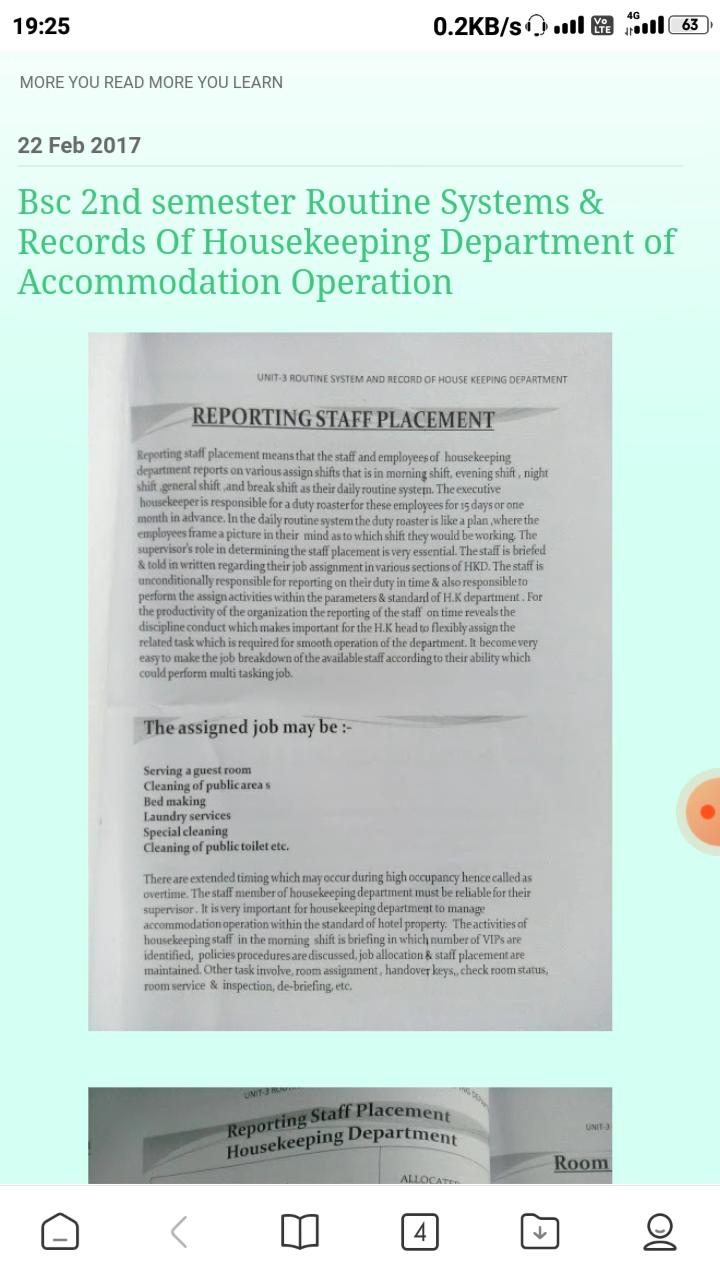 19:25
0.2KB/s
Vo LTE
4G
63
MORE YOU READ MORE YOU LEARN
22 Feb 2017
Bsc 2nd semester Routine Systems &
Records Of Housekeeping Department of
Accommodation Operation
UNIT-3 ROUTINE SYSTEM AND RECORD OF HOUSE KEEPING DEPARTMENT
REPORTING STAFF PLACEMENT
Reporting staff placement means that the staff and employees of housekeeping
department reports on various assign shifts that is in morning shift, evening shift , night
shift ,general shift ,and break shift as their daily routine system. The executive
housekeeper is responsible for a duty roaster for these employees for 15 days or one
month in advance. In the daily routine system the duty roaster is like a plan ,where the
employees frame a picture in their mind as to which shift they would be working. The
supervisor's role in determining the staff placement is very essential. The staff is briefed
& told in written regarding their job assignment in various sections of HKD. The staff is
unconditionally responsible for reporting on their duty in time & also responsible to
perform the assign activities within the parameters & standard of H.K department . For
the productivity of the organization the reporting of the staff on time reveals the
discipline conduct which makes important for the H.K head to flexibly assign the
related task which is required for smooth operation of the department. It become very
easy to make the job breakdown of the available staff according to their ability which
could perform multi tasking job.
The assigned job may be :-
Serving a guest room
Cleaning of public area s
Bed making
Laundry services
Special cleaning
Cleaning of public toilet etc.
There are extended timing which may occur during high occupancy hence called as
overtime. The staff member of housekeeping department must be reliable for their
supervisor . It is very important for housekeeping department to manage
accommodation operation within the standard of hotel property. The activities of
housekeeping staff in the morning shift is briefing in which number of VIPs are
identified, policies procedures are discussed, job allocation & staff placement are
maintained. Other task involve, room assignment , handover keys,, check room status,
room service & inspection, de-briefing, etc.
UNIT-3
Reporting Staff Placement
Housekeeping Department
UNIT-3
Room
4